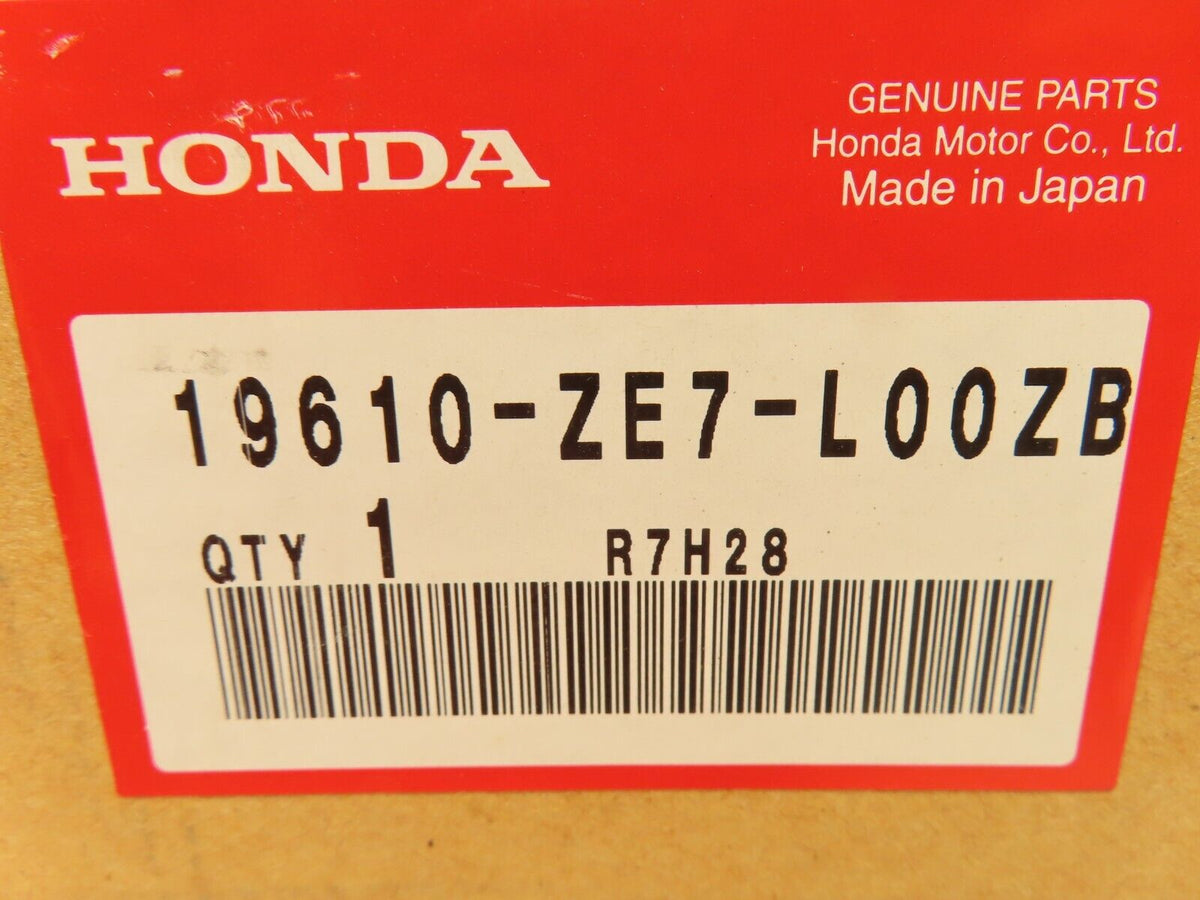 HONDA
GENUINE PARTS
Honda Motor Co., Ltd.
Made in Japan
19610-ZE7-L00ZB
QTY 1 R7H28